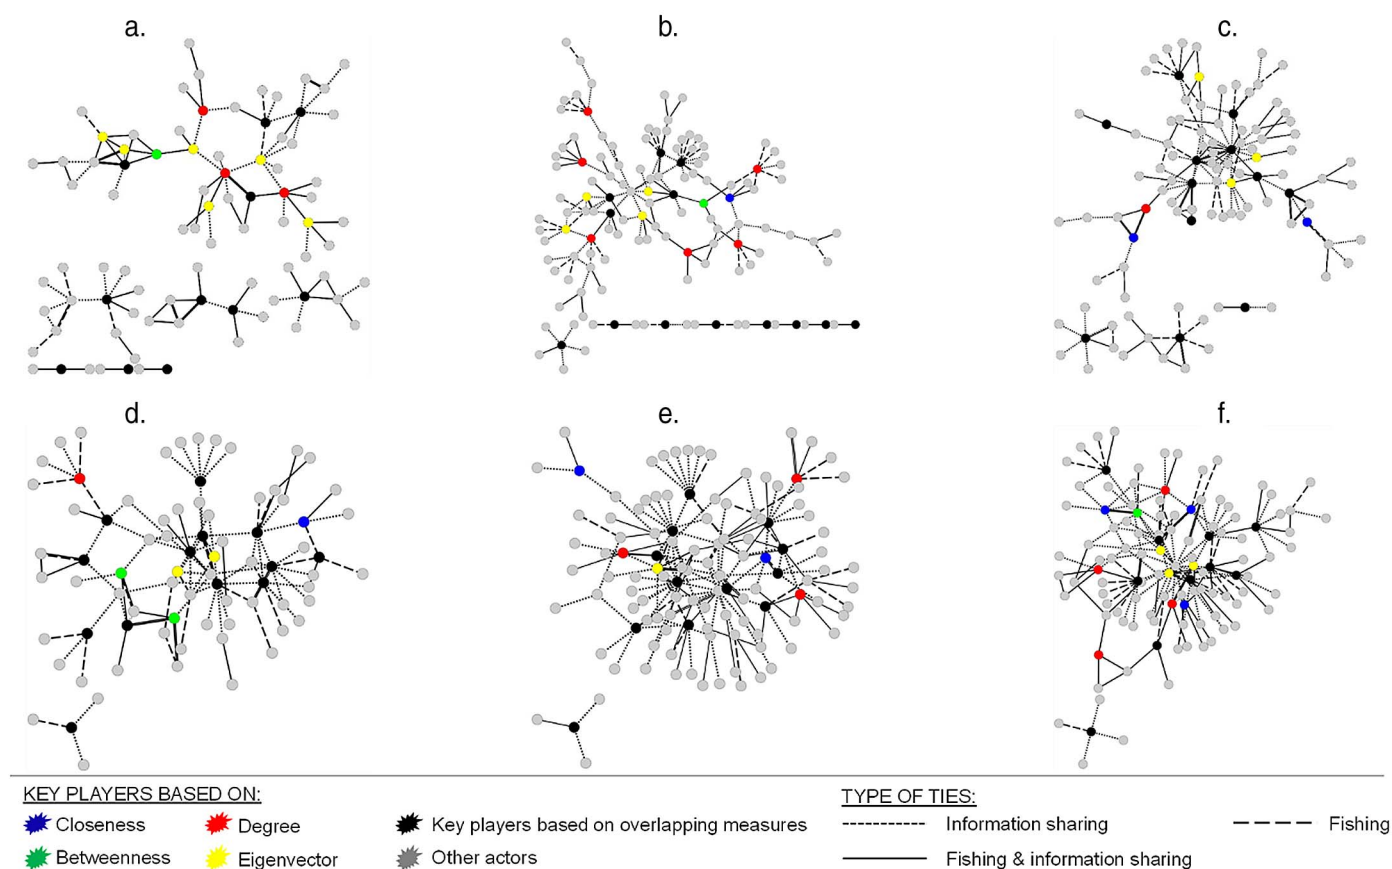 a. b. c.
d. e. f.
KEY PLAYERS BASED ON: TYPE OF TIES:
Closeness Degree Key players based on overlapping measures Information sharing Fishing
Betweenness Eigenvector Other actors Fishing & information sharing